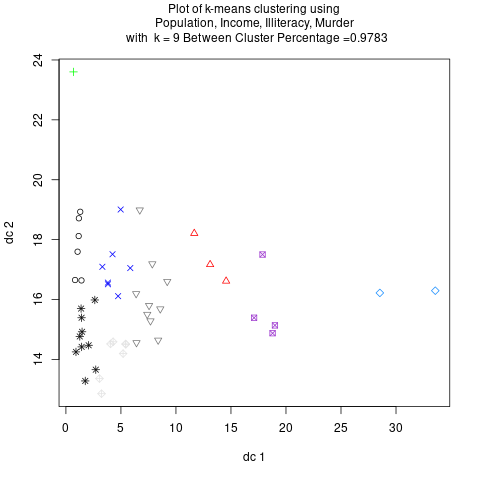 Plot of k-means clustering using
Population, Income, Illiteracy, Murder
with k = 9 Between Cluster Percentage =0.9783
24
22
20
18
16
14
dc 2
0 5 10 15 20 25 30
dc 1